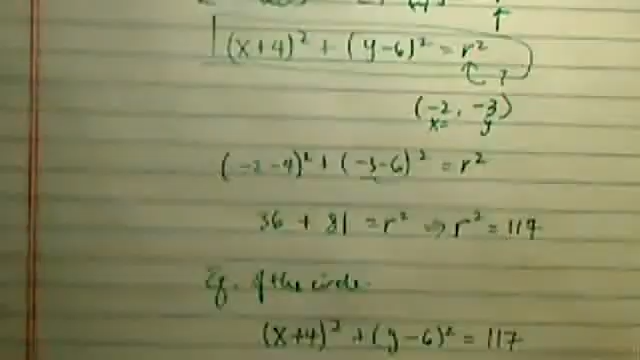 (x+4)² + (y-6)² = r²
?
(-2, -3)
x= y
(-2-4)² + (-3-6)² = r²
36 + 81 = r² ⇒ r² = 117
Eq. of the circle
(x+4)² + (y-6)² = 117